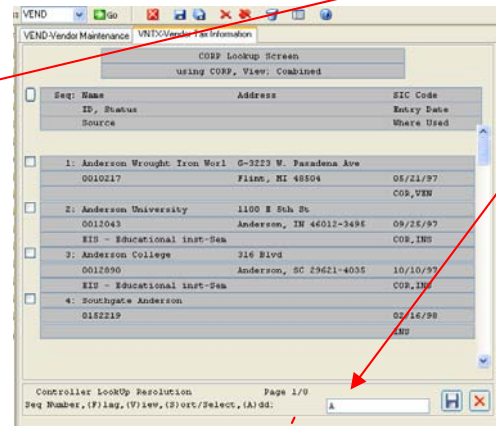 VEND Go
VEND-Vendor Maintenance VNTX-Vendor Tax Information
CORP Lookup Screen
using CORP, View: Combined
Seq: Name Address SIC Code
ID, Status Entry Date
Source Where Used
1: Anderson Wrought Iron Worl G-3223 W. Pasadena Ave
0010217 Flint, MI 48504 05/21/97
COR,VEN
2: Anderson University 1100 E 5th St
0012043 Anderson, IN 46012-3495 09/25/97
EIS - Educational inst-Sem COR,INS
3: Anderson College 316 Blvd
0012090 Anderson, SC 29621-4035 10/10/97
EIS - Educational inst-Sem COR,INS
4: Southgate Anderson
0152219 02/16/98
INS
Controller LookUp Resolution Page 1/0
Seq Number,(F)lag,(V)iew,(S)ort/Select,(A)dd: A